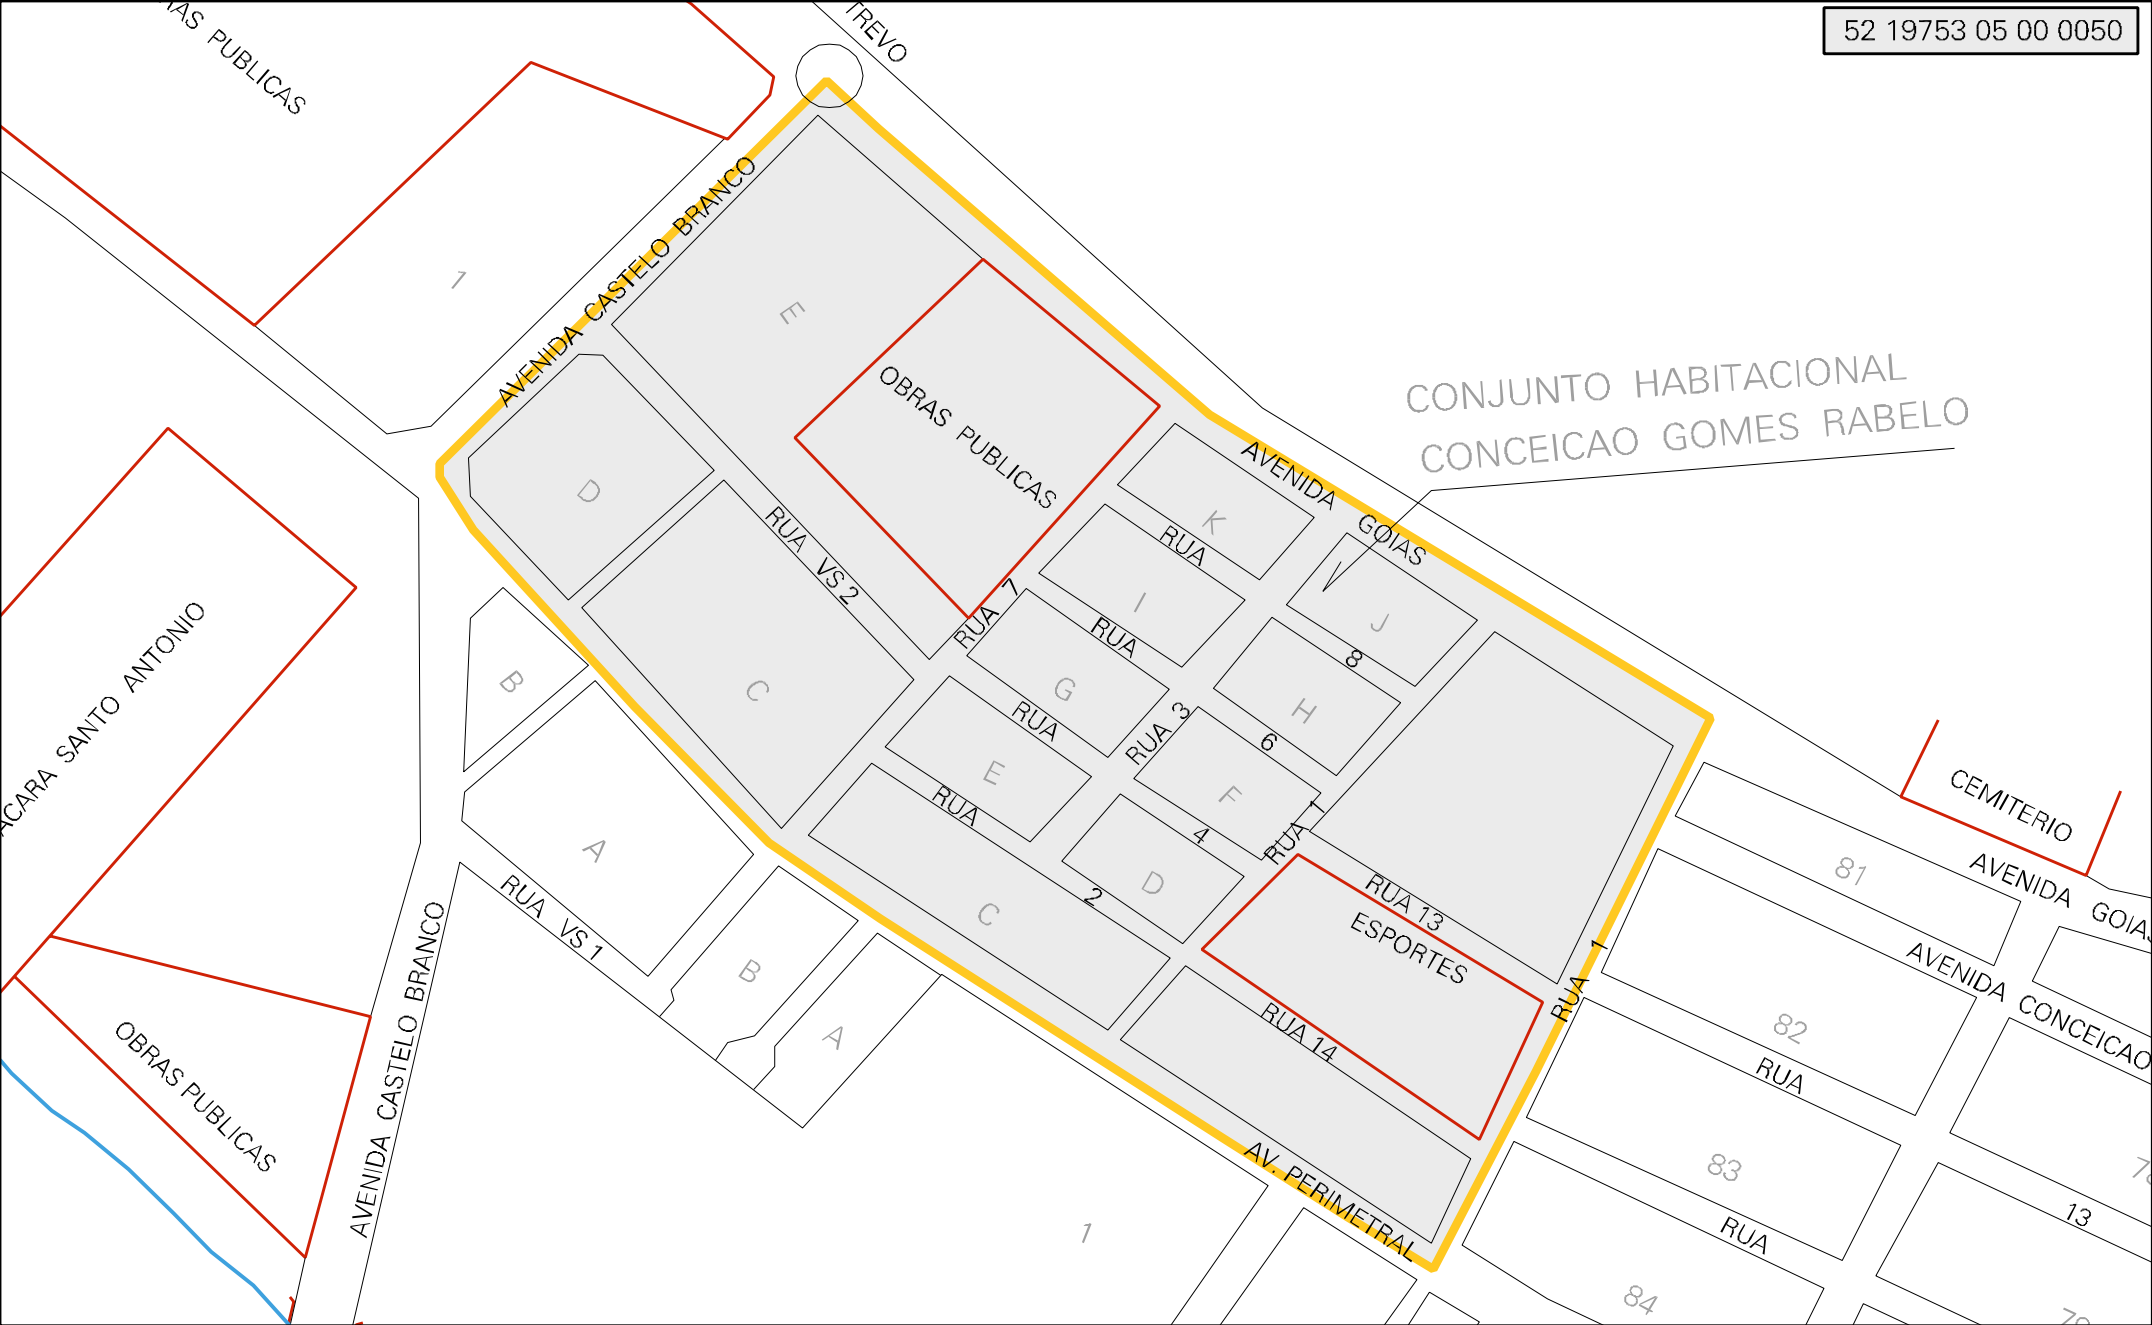 52 19753 05 00 0050
TREVO
PUBLICAS
AVENIDA CASTELO BRANCO
1
E
OBRAS PUBLICAS
CONJUNTO HABITACIONAL
CONCEICAO GOMES RABELO
AVENIDA GOIAS
D
RUA VS 2
K
RUA 8
I
J
RUA 7
RUA 6
B
C
G
H
RUA 3
RUA 4
E
F
RUA 2
RUA 1
D
C
A
SANTO ANTONIO
RUA VS 1
B
A
AVENIDA CASTELO BRANCO
OBRAS PUBLICAS
RUA 13
ESPORTES
RUA 14
RUA 1
AV. PERIMETRAL
1
CEMITERIO
AVENIDA GOIAS
81
AVENIDA CONCEICAO
82
RUA
83
RUA 13
84